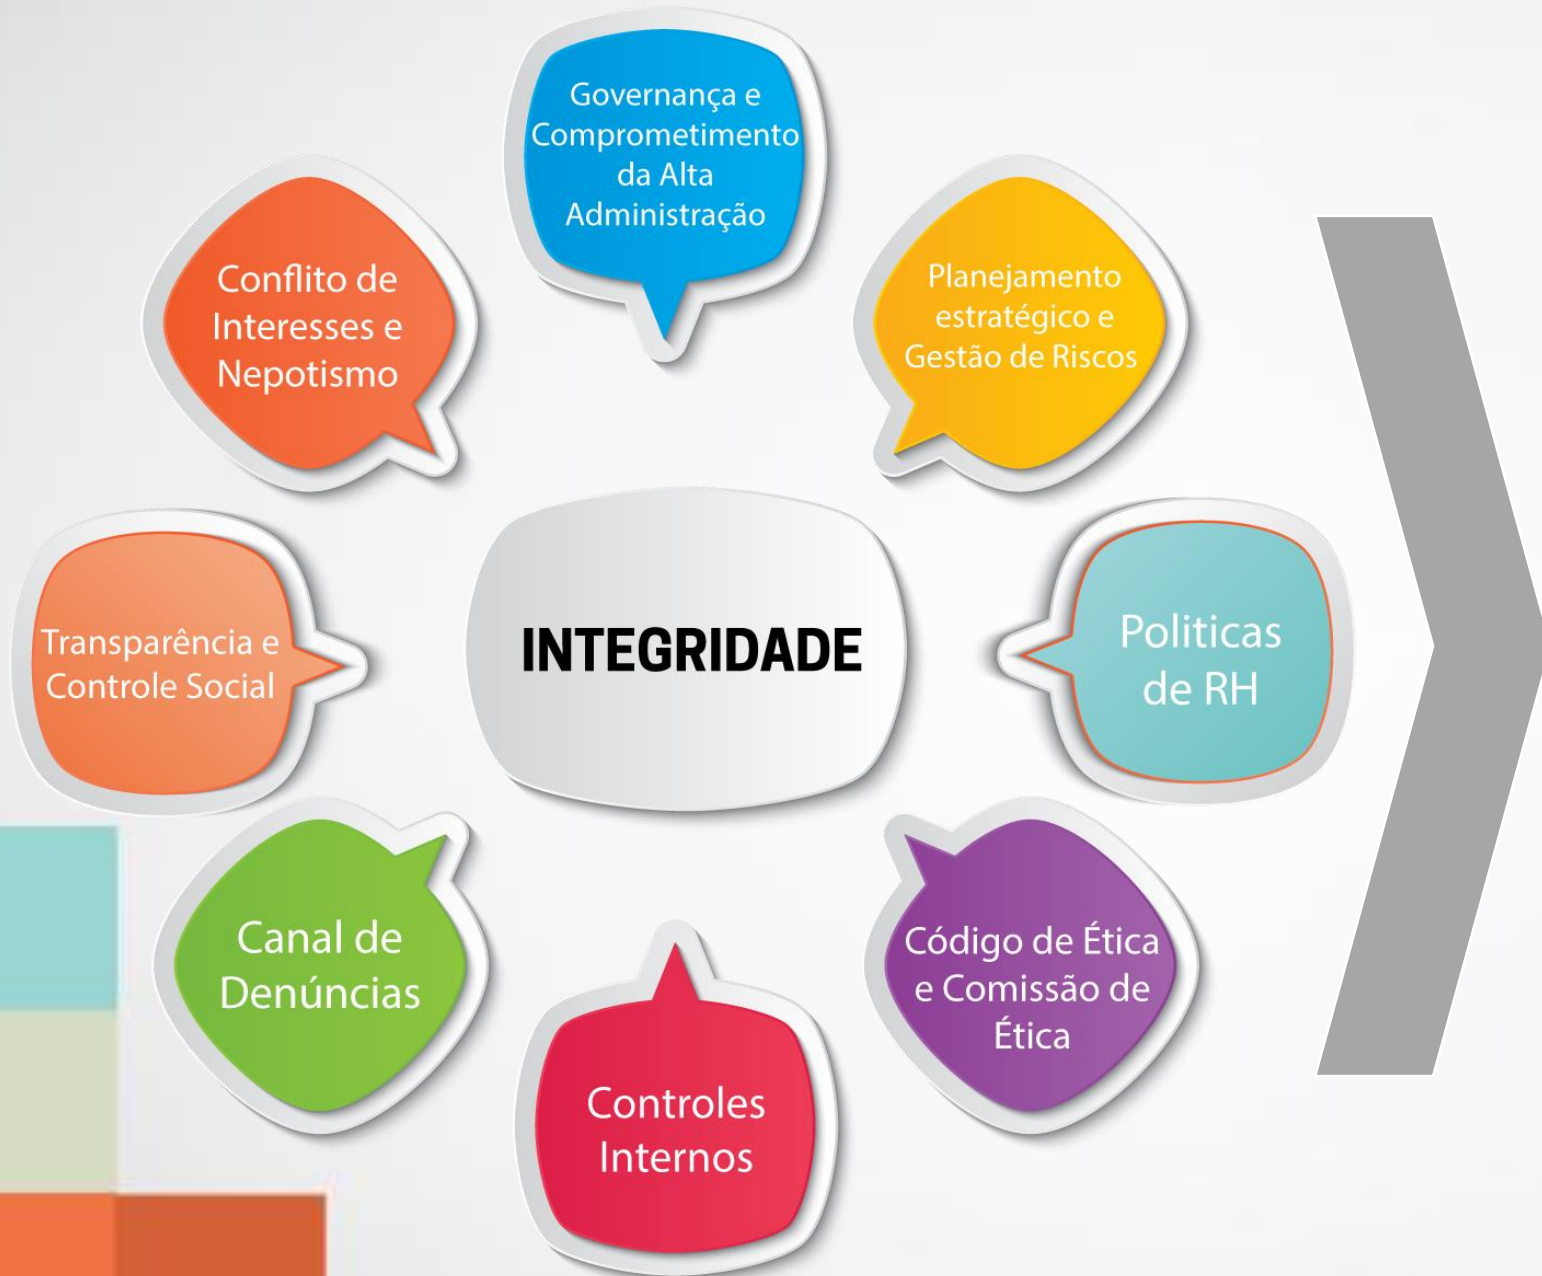 Governança e
Comprometimento
da Alta
Administração
Planejamento
estratégico e
Gestão de Riscos
Politicas
de RH
Código de Ética
e Comissão de
Ética
Controles
Internos
Canal de
Denúncias
Transparência e
Controle Social
Conflito de
Interesses e
Nepotismo
INTEGRIDADE